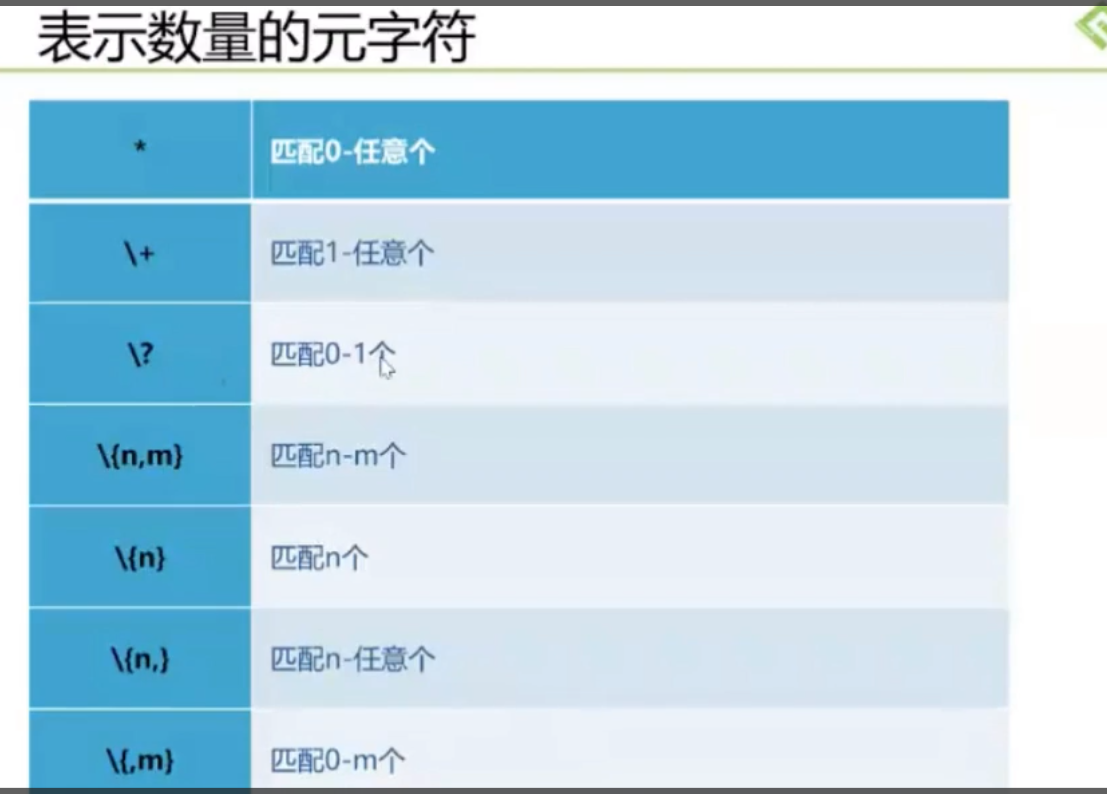 表示数量的元字符
* 匹配0-任意个
\+ 匹配1-任意个
\? 匹配0-1个
\{n,m} 匹配n-m个
\{n} 匹配n个
\{n,} 匹配n-任意个
\{,m} 匹配0-m个